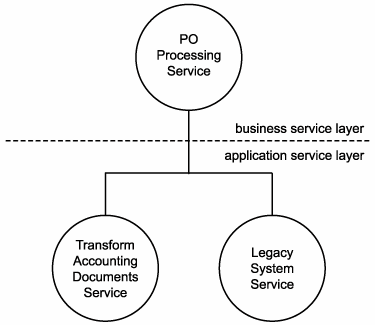 PO
Processing
Service
business service layer
application service layer
Transform
Accounting
Documents
Service
Legacy
System
Service